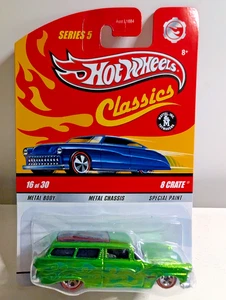 SERIES 5
8+
Hot Wheels
Classics
16 of 30
8 CRATE
METAL BODY
METAL CHASSIS
SPECIAL PAINT